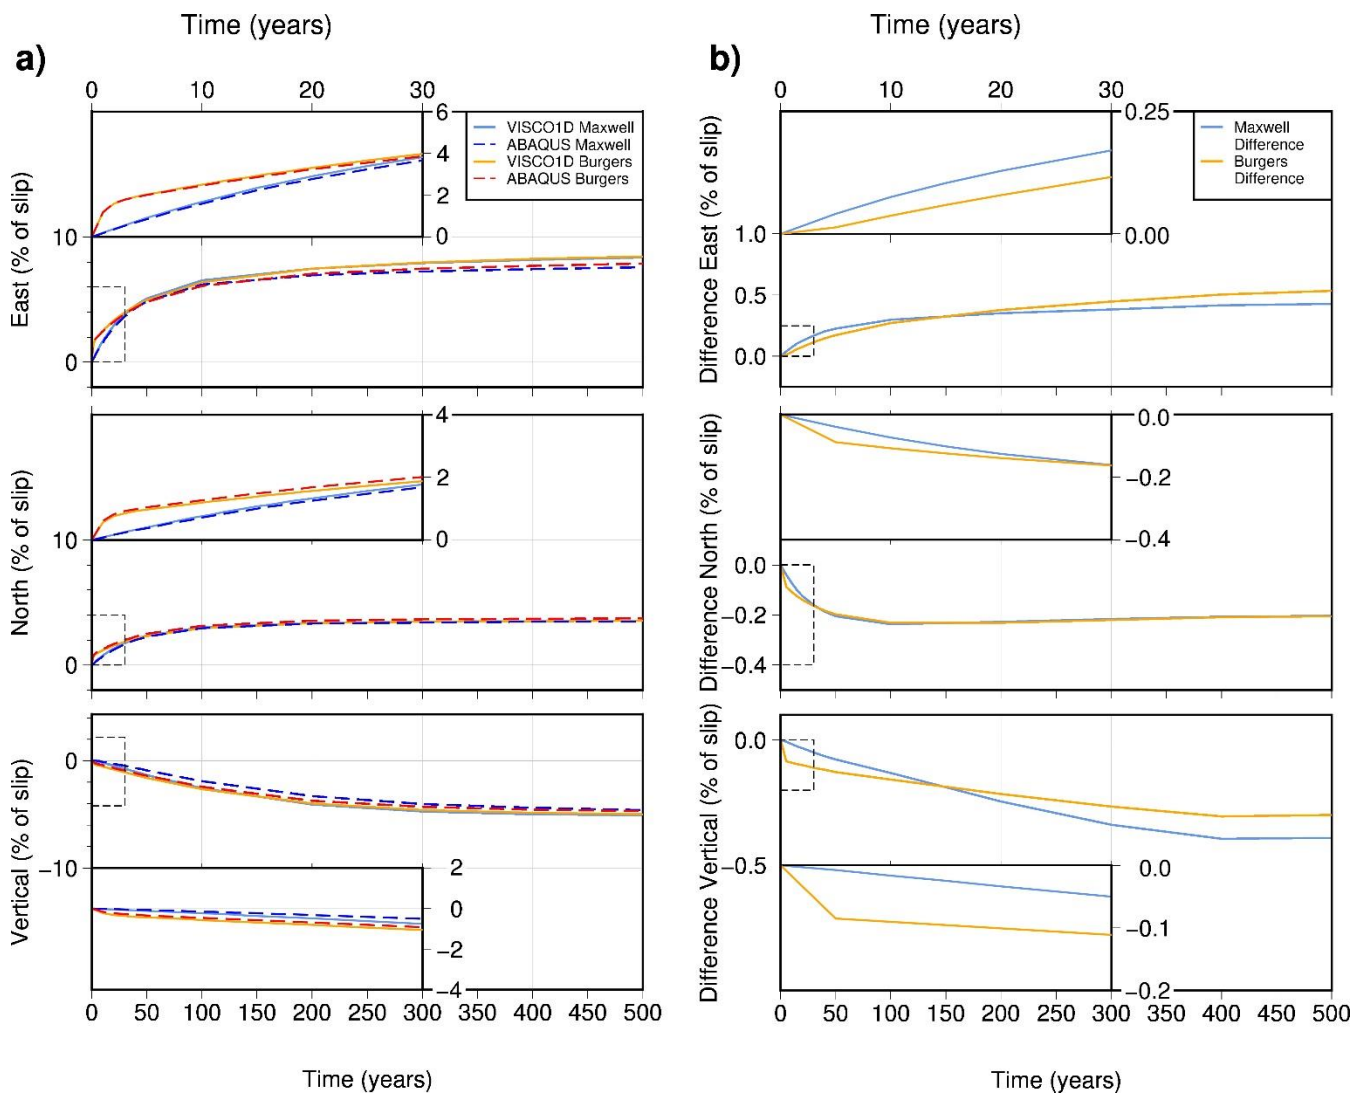 Time (years)
a)
0 10 20 30
6
4
2
0
VISCO1D Maxwell
ABAQUS Maxwell
VISCO1D Burgers
ABAQUS Burgers
East (% of slip)
10
0
4
2
0
North (% of slip)
10
0
Vertical (% of slip)
0
−10
2
0
−2
−4
0 50 100 150 200 250 300 350 400 450 500
Time (years)
Time (years)
b)
0 10 20 30
0.25
0.00
Maxwell
Difference
Burgers
Difference
Difference East (% of slip)
1.0
0.5
0.0
0.0
−0.2
−0.4
Difference North (% of slip)
0.0
−0.2
−0.4
Difference Vertical (% of slip)
0.0
−0.5
0.0
−0.1
−0.2
0 50 100 150 200 250 300 350 400 450 500
Time (years)